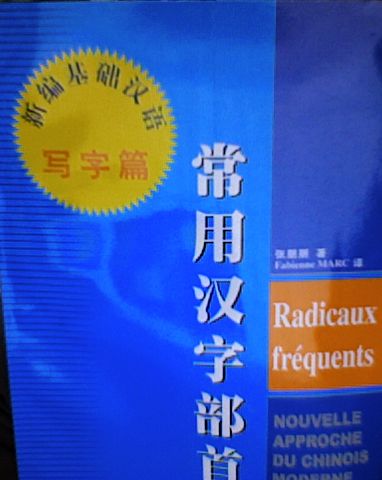 新编基础汉语
写字篇
常用汉字部首
张朋朋 著
Fabienne MARC 译
Radicaux
fréquents
NOUVELLE
APPROCHE
DU CHINOIS
MODERNE